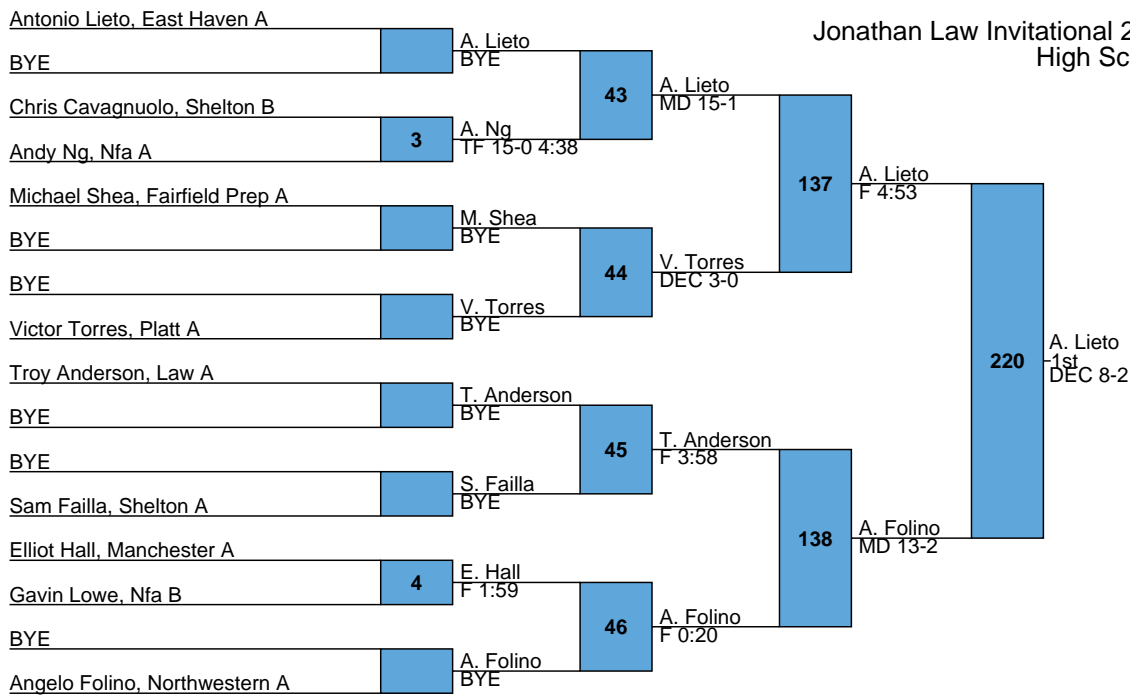 Jonathan Law Invitational 2
High Sc
Antonio Lieto, East Haven A
BYE
Chris Cavagnuolo, Shelton B
Andy Ng, Nfa A
Michael Shea, Fairfield Prep A
BYE
BYE
Victor Torres, Platt A
Troy Anderson, Law A
BYE
BYE
Sam Failla, Shelton A
Elliot Hall, Manchester A
Gavin Lowe, Nfa B
BYE
Angelo Folino, Northwestern A
3
4
A. Lieto
BYE
A. Ng
TF 15-0 4:38
M. Shea
BYE
V. Torres
BYE
T. Anderson
BYE
S. Failla
BYE
E. Hall
F 1:59
A. Folino
BYE
43
44
45
46
A. Lieto
MD 15-1
V. Torres
DEC 3-0
T. Anderson
F 3:58
A. Folino
F 0:20
137
138
A. Lieto
F 4:53
A. Folino
MD 13-2
220
A. Lieto
1st
DEC 8-2